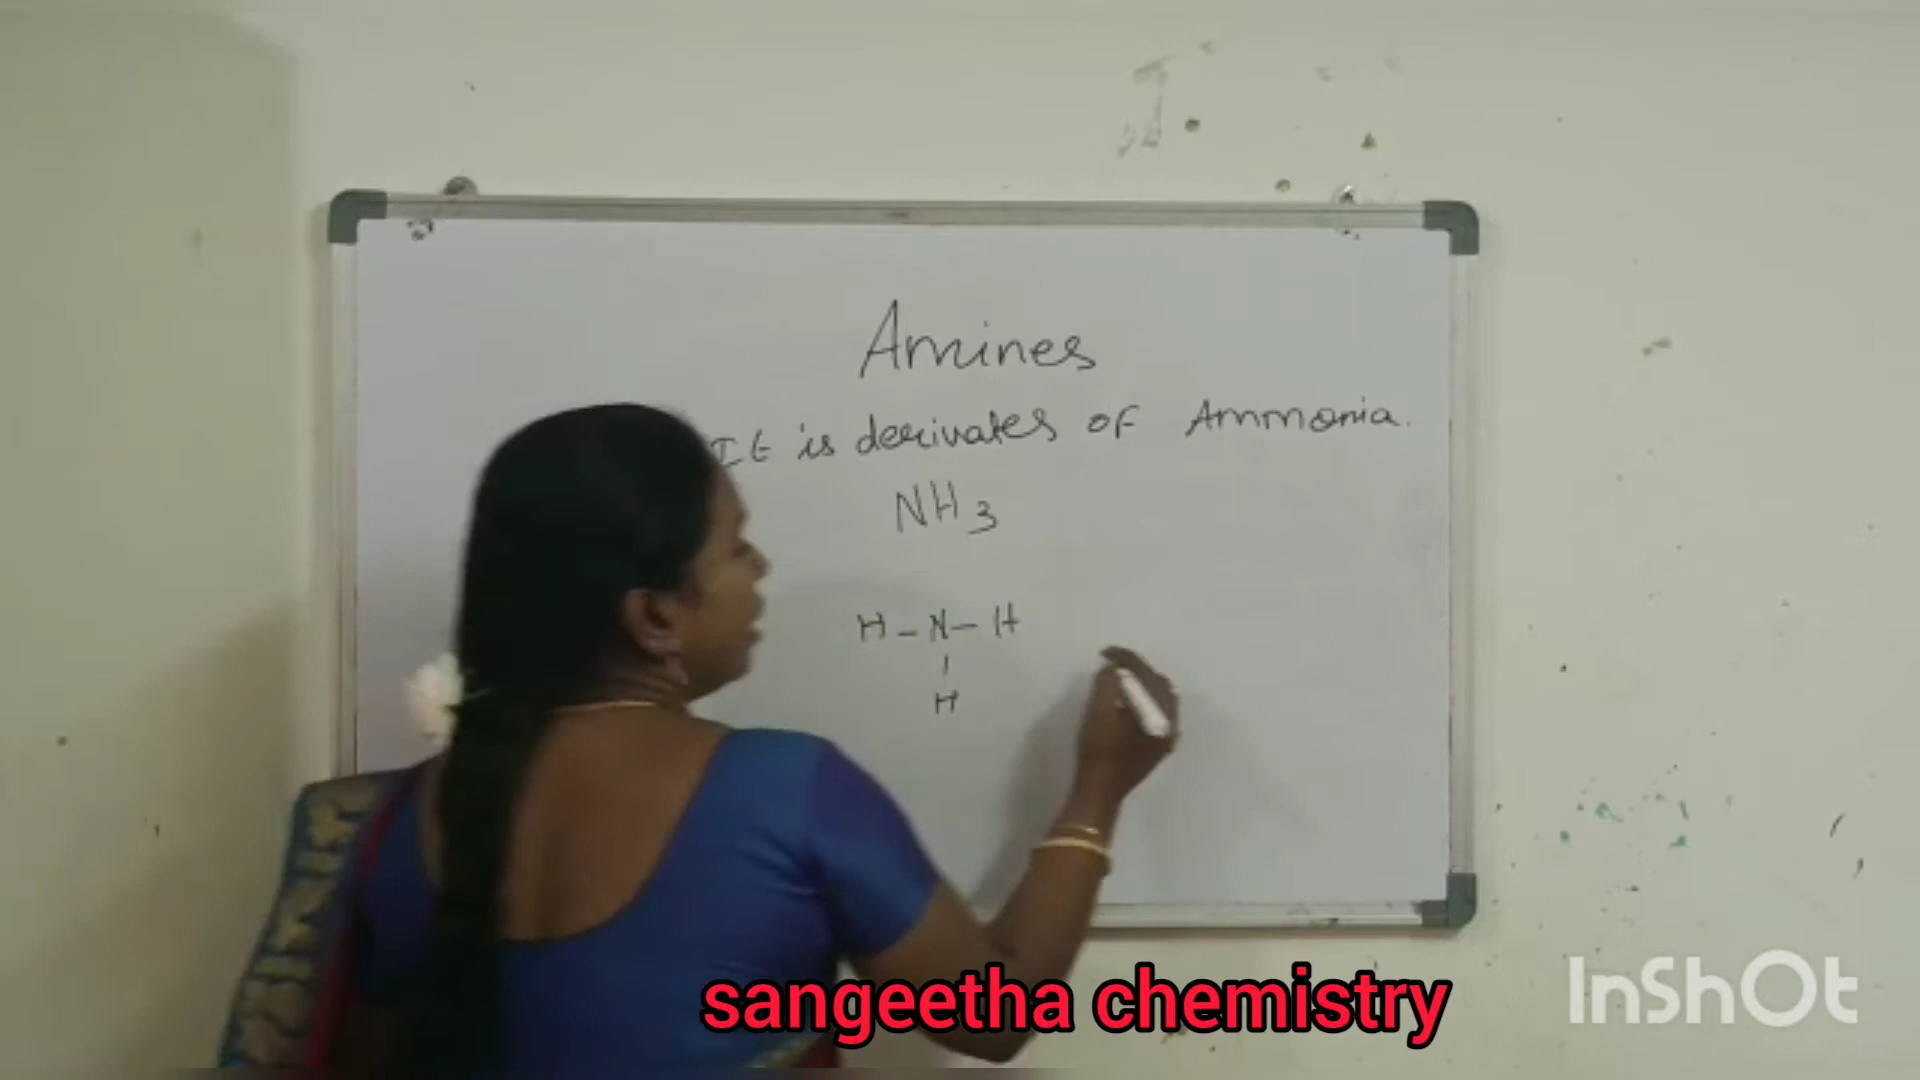 Amines
It is derivates of Ammonia.
NH3
H-N-H
|
H
sangeetha chemistry
InShOt